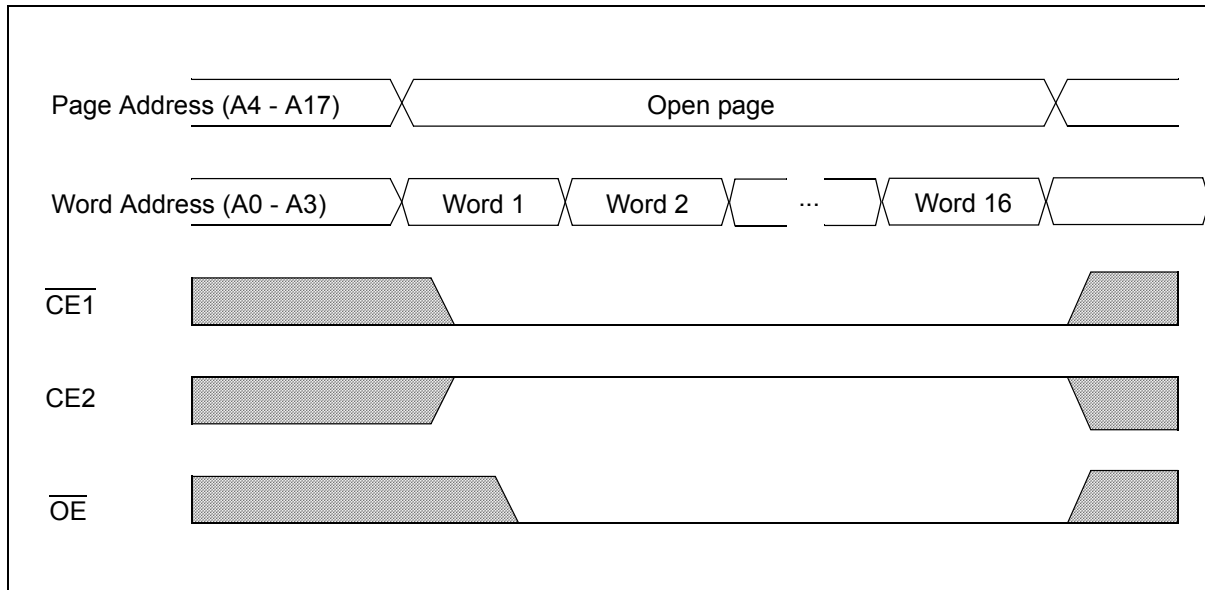 Page Address (A4 - A17)
Open page
Word Address (A0 - A3)
Word 1
Word 2
...
Word 16
CE1
CE2
OE